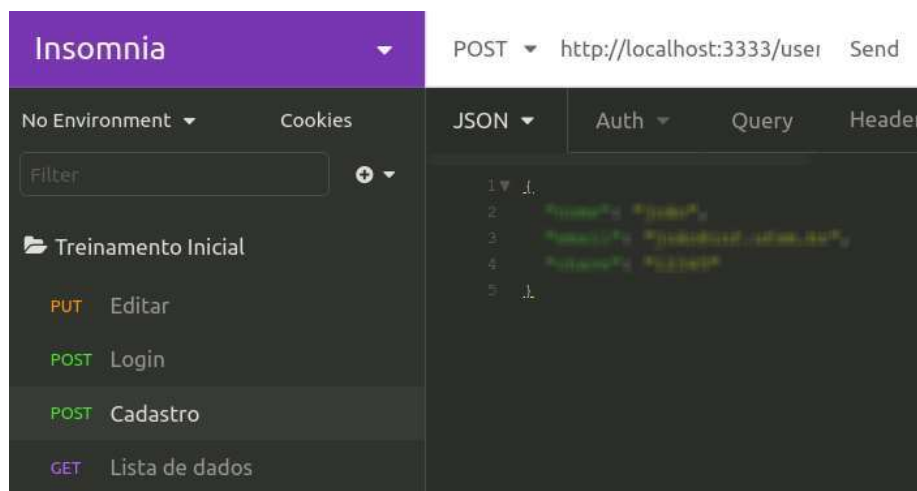 Insomnia
POST http://localhost:3333/user Send
No Environment Cookies
JSON Auth Query Header
Filter
1 {
2
3
4
5 }
Treinamento Inicial
PUT Editar
POST Login
POST Cadastro
GET Lista de dados